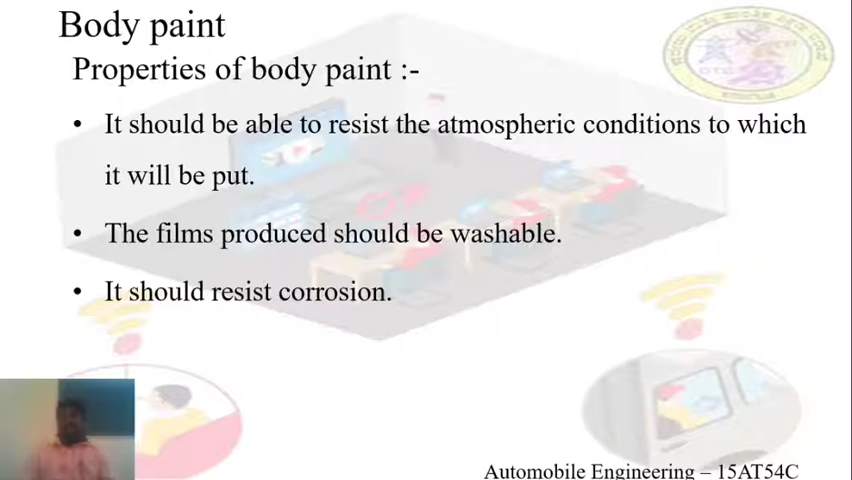 Body paint
Properties of body paint :-
• It should be able to resist the atmospheric conditions to which
it will be put.
• The films produced should be washable.
• It should resist corrosion.
Automobile Engineering – 15AT54C